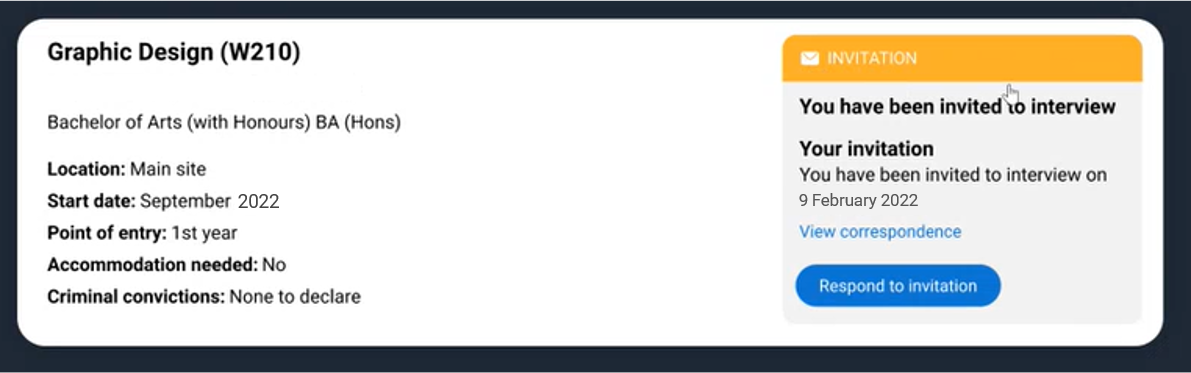 Graphic Design (W210)
Bachelor of Arts (with Honours) BA (Hons)
Location: Main site
Start date: September 2022
Point of entry: 1st year
Accommodation needed: No
Criminal convictions: None to declare
INVITATION
You have been invited to interview
Your invitation
You have been invited to interview on
9 February 2022
View correspondence
Respond to invitation